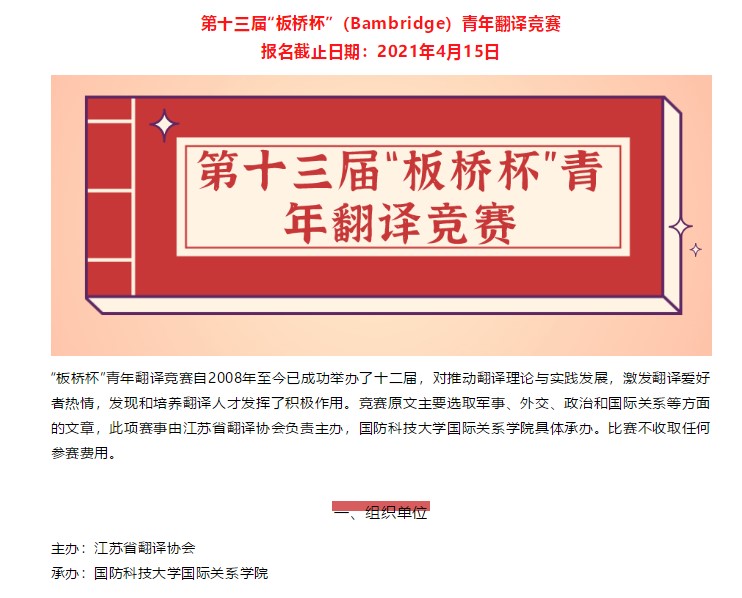 第十三届“板桥杯”（Bambridge）青年翻译竞赛
报名截止日期：2021年4月15日
第十三届“板桥杯”青
年翻译竞赛
“板桥杯”青年翻译竞赛自2008年至今已成功举办了十二届，对推动翻译理论与实践发展，激发翻译爱好
者热情，发现和培养翻译人才发挥了积极作用。竞赛原文主要选取军事、外交、政治和国际关系等方面
的文章，此项赛事由江苏省翻译协会负责主办，国防科技大学国际关系学院具体承办。比赛不收取任何
参赛费用。
一、组织单位
主办：江苏省翻译协会
承办：国防科技大学国际关系学院